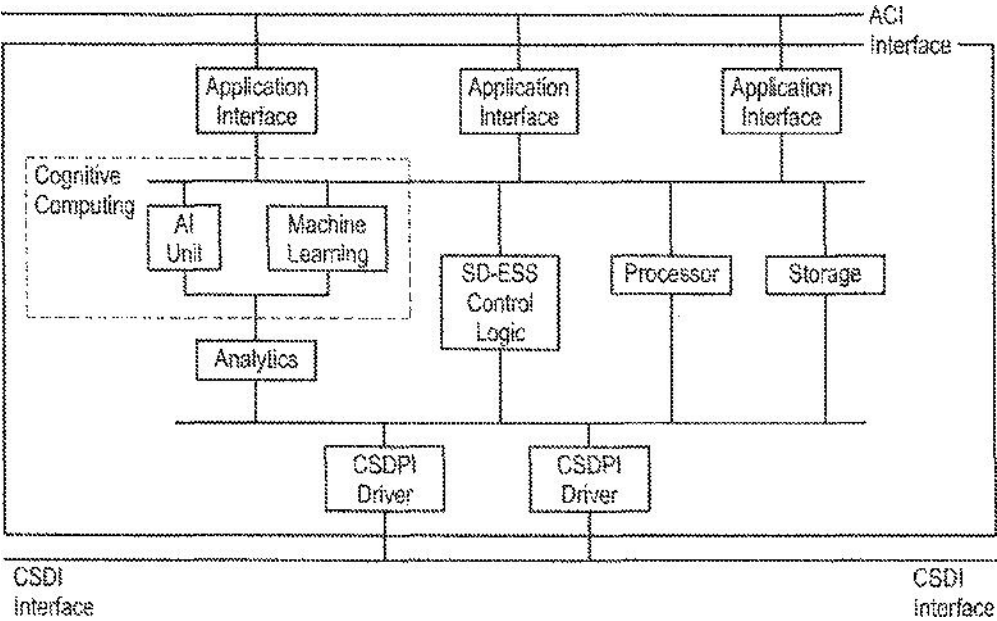 ACI
Interface
Application
Interface
Application
Interface
Application
Interface
Cognitive
Computing
AI
Unit
Machine
Learning
SD-ESS
Control
Logic
Processor
Storage
Analytics
CSDPI
Driver
CSDPI
Driver
CSDI
Interface
CSDI
Interface